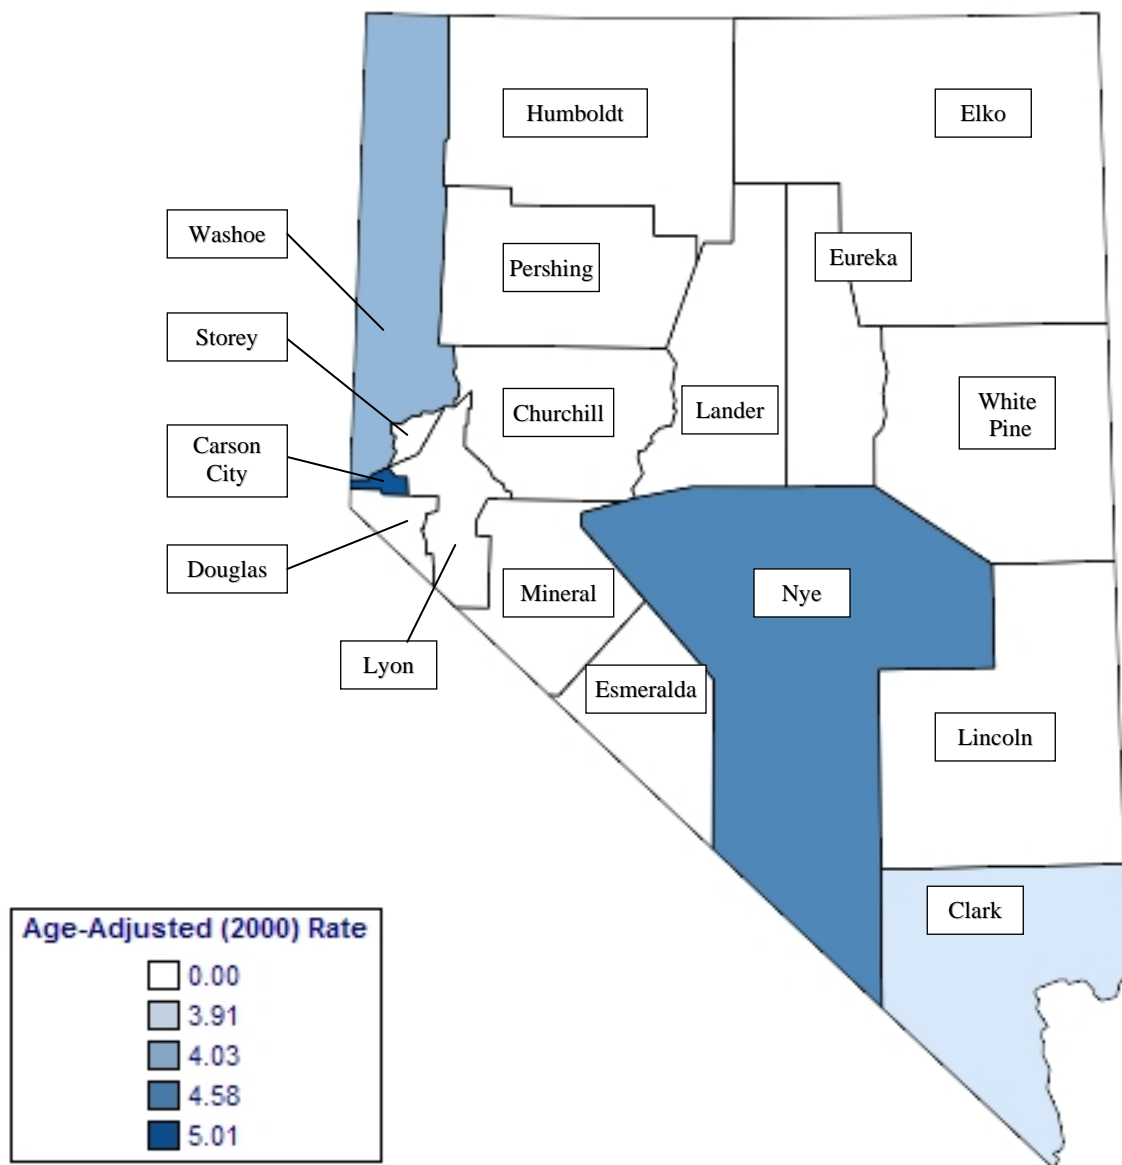 Humboldt
Elko
Washoe
Eureka
Pershing
Storey
Churchill
Lander
White
Pine
Carson
City
Douglas
Mineral
Nye
Lyon
Esmeralda
Lincoln
Clark
Age-Adjusted (2000) Rate
0.00
3.91
4.03
4.58
5.01